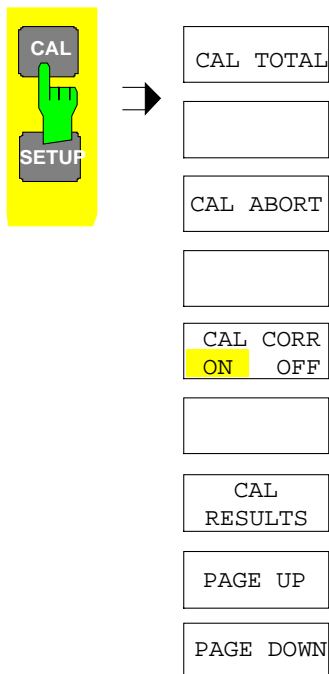 CAL
SETUP
CAL TOTAL
CAL ABORT
CAL CORR
ON OFF
CAL
RESULTS
PAGE UP
PAGE DOWN